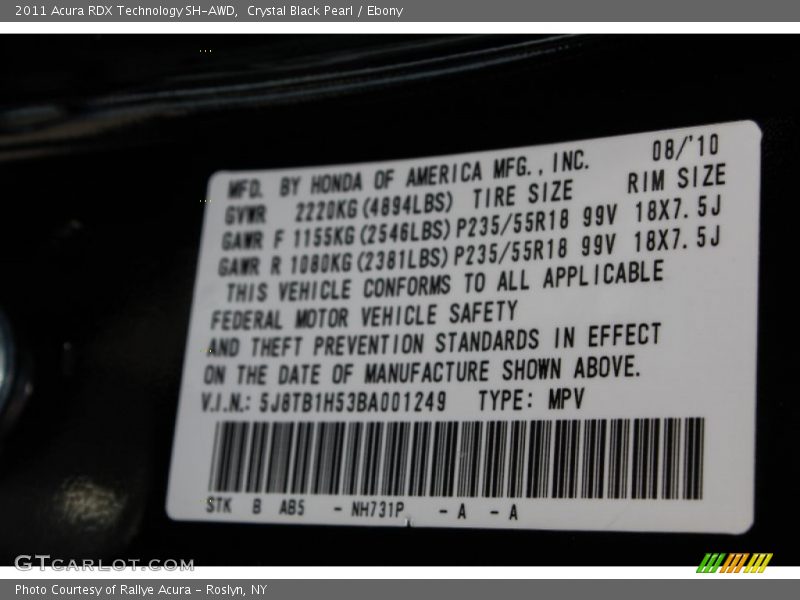 2011 Acura RDX Technology SH-AWD,  Crystal Black Pearl / Ebony
MFD. BY HONDA OF AMERICA MFG., INC. 08/'10
GVWR 2220KG(4894LBS) TIRE SIZE RIM SIZE
GAWR F 1155KG(2546LBS) P235/55R18 99V 18X7.5J
GAWR R 1080KG(2381LBS) P235/55R18 99V 18X7.5J
THIS VEHICLE CONFORMS TO ALL APPLICABLE
FEDERAL MOTOR VEHICLE SAFETY
AND THEFT PREVENTION STANDARDS IN EFFECT
ON THE DATE OF MANUFACTURE SHOWN ABOVE.
V.I.N.: 5J8TB1H53BA001249 TYPE: MPV
STK B ABS - NH731P - A - A
GTCARLOT.COM
Photo Courtesy of Rallye Acura - Roslyn, NY